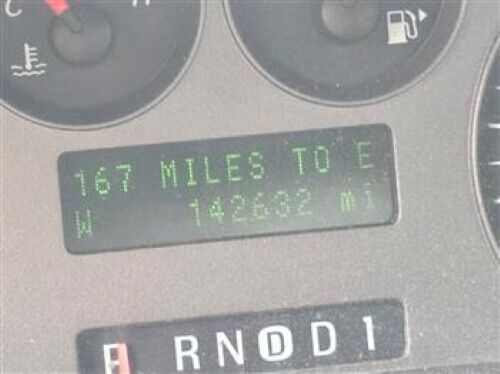 C H
167 MILES TO E
W 142632 mi
P R N D D 1